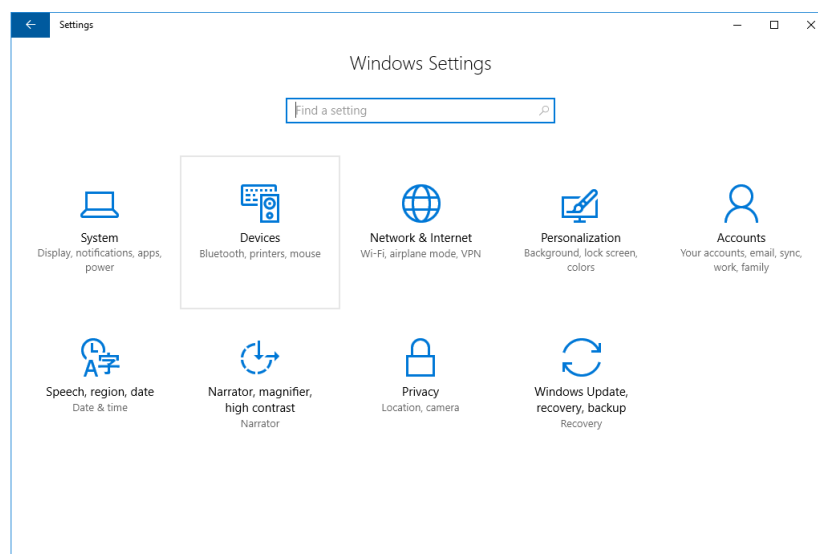 Settings
Windows Settings
Find a setting
System
Display, notifications, apps,
power
Devices
Bluetooth, printers, mouse
Network & Internet
Wi-Fi, airplane mode, VPN
Personalization
Background, lock screen,
colors
Accounts
Your accounts, email, sync,
work, family
A字
Speech, region, date
Date & time
Narrator, magnifier,
high contrast
Narrator
Privacy
Location, camera
Windows Update,
recovery, backup
Recovery